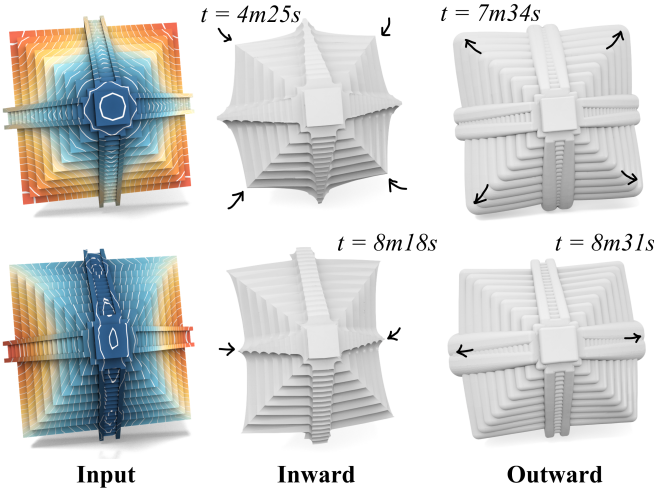 t = 4m25s
t = 7m34s
t = 8m18s
t = 8m31s
Input
Inward
Outward